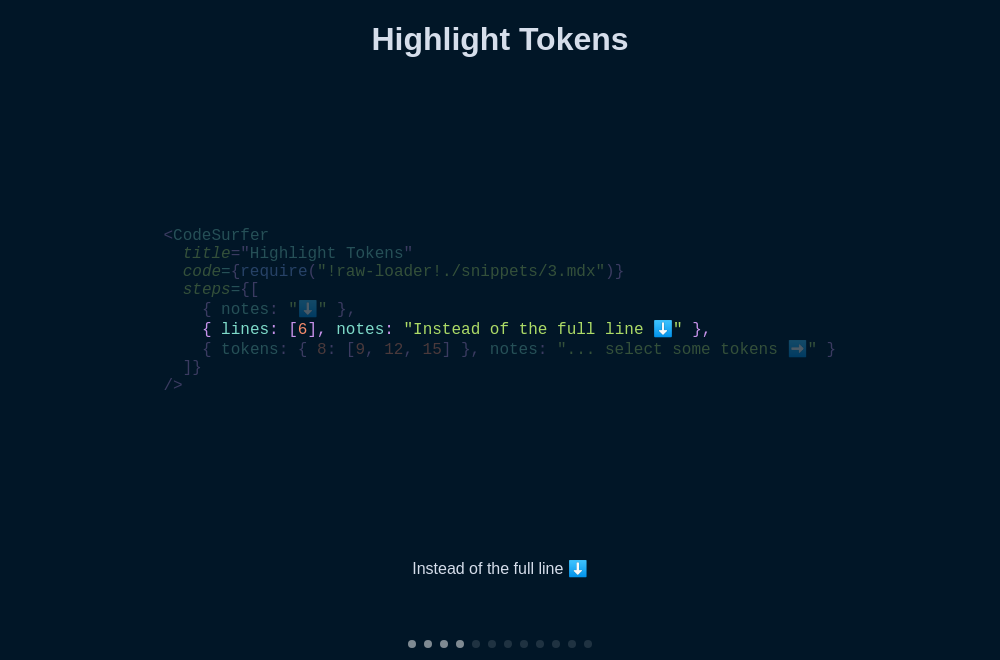 Highlight Tokens
<CodeSurfer
  title="Highlight Tokens"
  code={require("!raw-loader!./snippets/3.mdx")}
  steps={[
    { notes: "⬇️" },
    { lines: [6], notes: "Instead of the full line ⬇️" },
    { tokens: { 8: [9, 12, 15] }, notes: "... select some tokens ➡️" }
  ]}
/>
Instead of the full line ⬇️